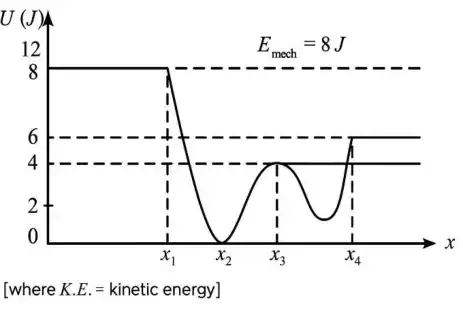 U (J)
12
8
E_mech = 8 J
6
4
2
0
x₁ x₂ x₃ x₄ x
[where K.E. = kinetic energy]